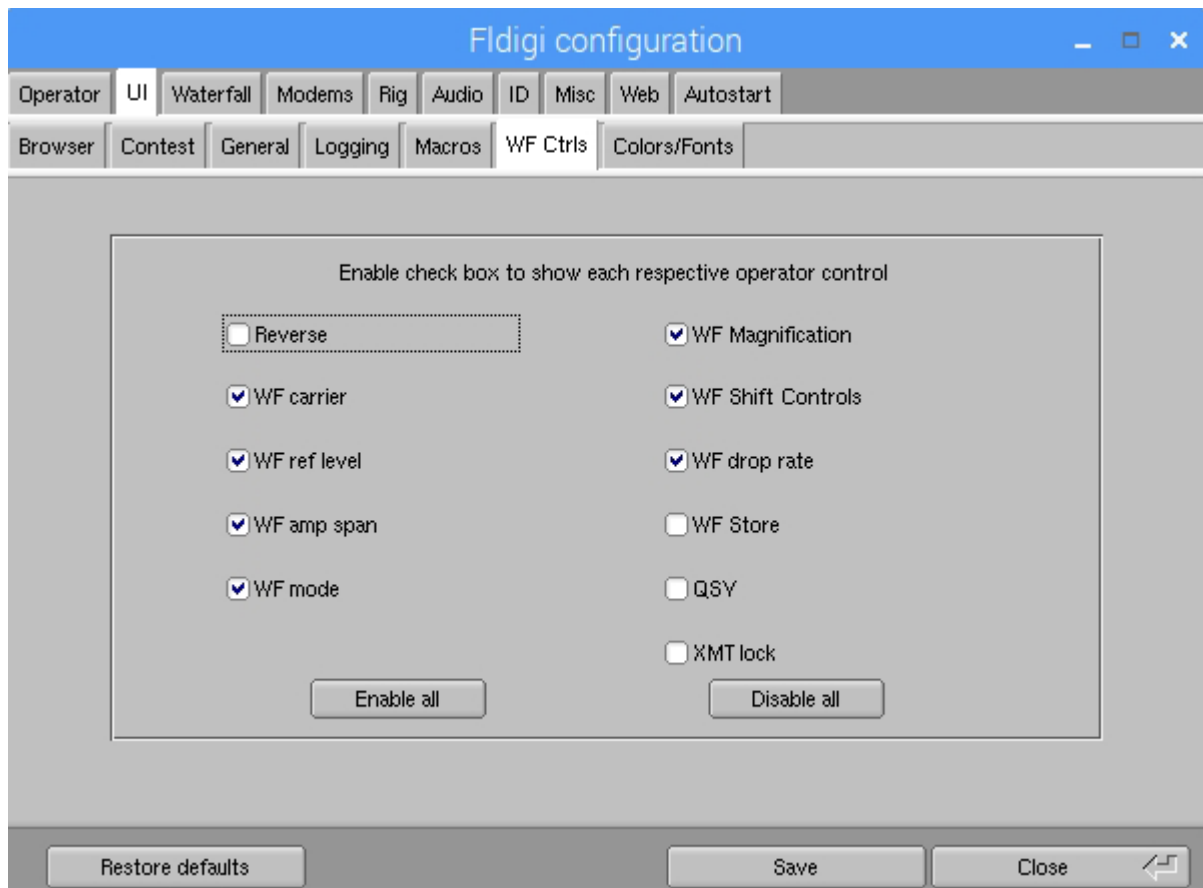 Fldigi configuration
Operator UI Waterfall Modems Rig Audio ID Misc Web Autostart
Browser Contest General Logging Macros WF Ctrls Colors/Fonts
Enable check box to show each respective operator control
Reverse WF Magnification
WF carrier WF Shift Controls
WF ref level WF drop rate
WF amp span WF Store
WF mode QSY
XMT lock
Enable all Disable all
Restore defaults Save Close